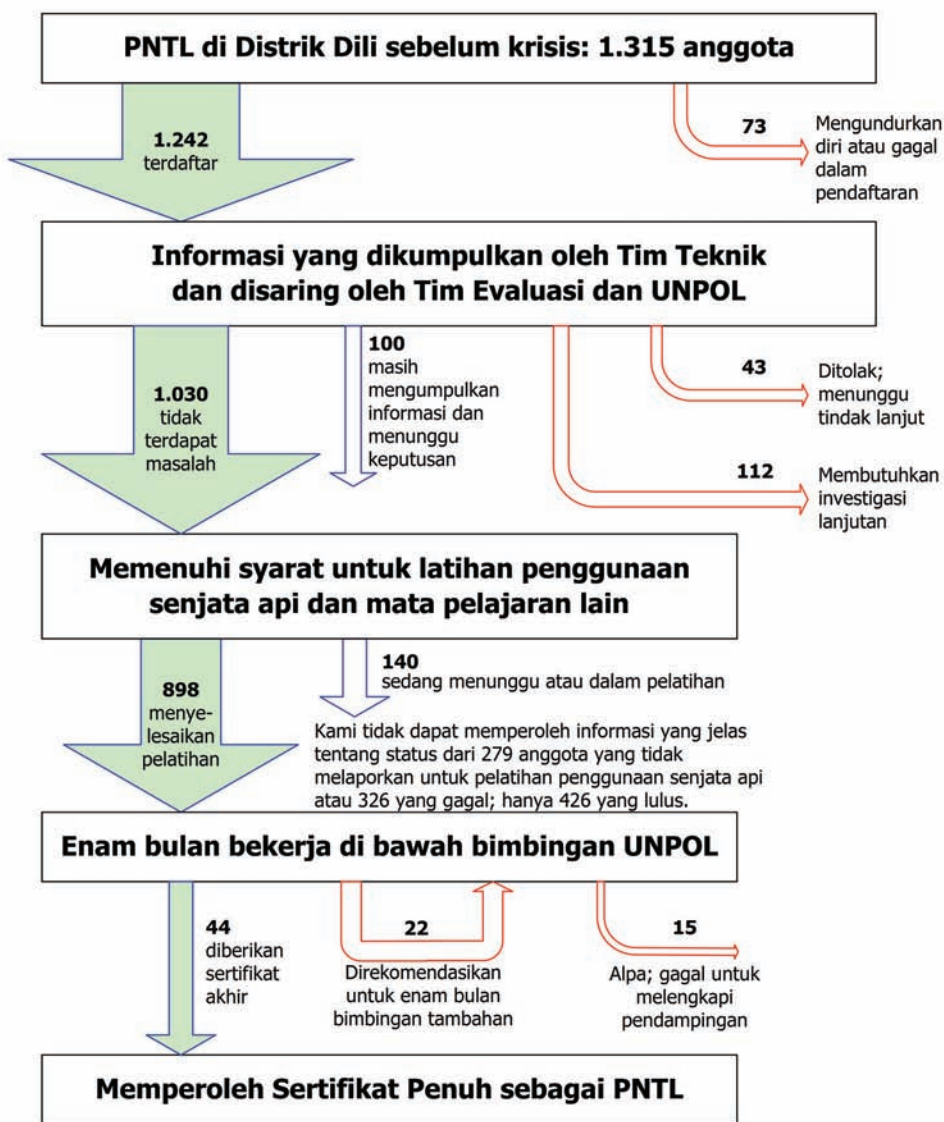 PNTL di Distrik Dili sebelum krisis: 1.315 anggota
1.242
terdaftar
73
Mengundurkan
diri atau gagal
dalam
pendaftaran
Informasi yang dikumpulkan oleh Tim Teknik
dan disaring oleh Tim Evaluasi dan UNPOL
1.030
tidak
terdapat
masalah
100
masih
mengumpulkan
informasi dan
menunggu
keputusan
43
Ditolak;
menunggu
tindak lanjut
112
Membutuhkan
investigasi
lanjutan
Memenuhi syarat untuk latihan penggunaan
senjata api dan mata pelajaran lain
898
menye-
lesaikan
pelatihan
140
sedang menunggu atau dalam pelatihan
Kami tidak dapat memperoleh informasi yang jelas
tentang status dari 279 anggota yang tidak
melaporkan untuk pelatihan penggunaan senjata api
atau 326 yang gagal; hanya 426 yang lulus.
Enam bulan bekerja di bawah bimbingan UNPOL
44
diberikan
sertifikat
akhir
22
Direkomendasikan
untuk enam bulan
bimbingan tambahan
15
Alpa; gagal untuk
melengkapi
pendampingan
Memperoleh Sertifikat Penuh sebagai PNTL